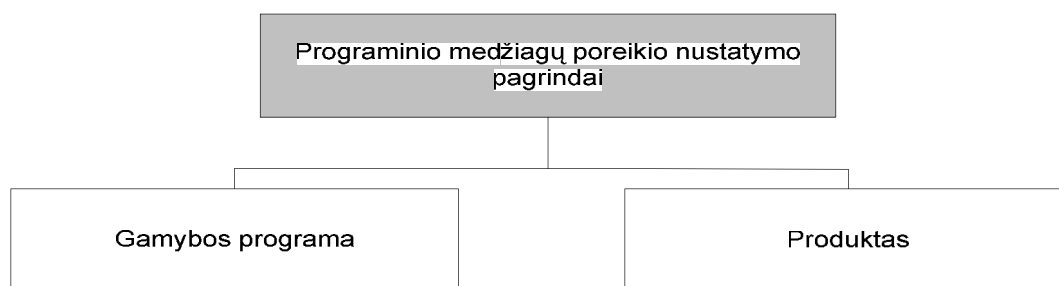 Programinio medžiagų poreikio nustatymo
pagrindai
Gamybos programa
Produktas